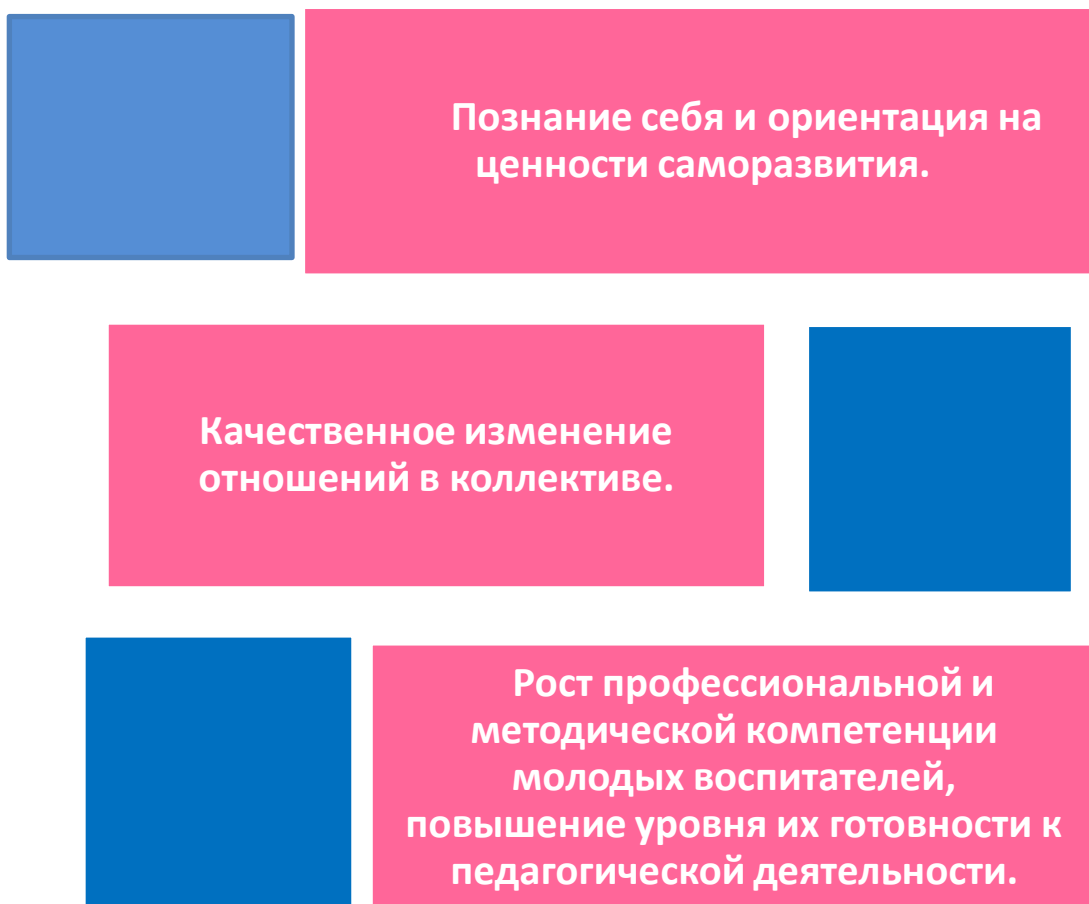 Познание себя и ориентация на
ценности саморазвития.
Качественное изменение
отношений в коллективе.
Рост профессиональной и
методической компетенции
молодых воспитателей,
повышение уровня их готовности к
педагогической деятельности.